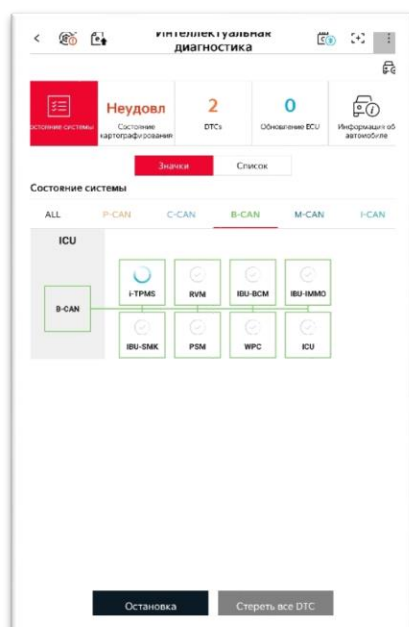 Интеллектуальная
диагностика
остояние системы
Неудовл
Состояние
картографирования
2
DTCs
0
Обновление ECU
Информация об
автомобиле
Значки
Список
Состояние системы
ALL
P-CAN
C-CAN
B-CAN
M-CAN
I-CAN
ICU
B-CAN
i-TPMS
RVM
IBU-BCM
IBU-IMMO
IBU-SMK
PSM
WPC
ICU
Остановка
Стереть все DTC